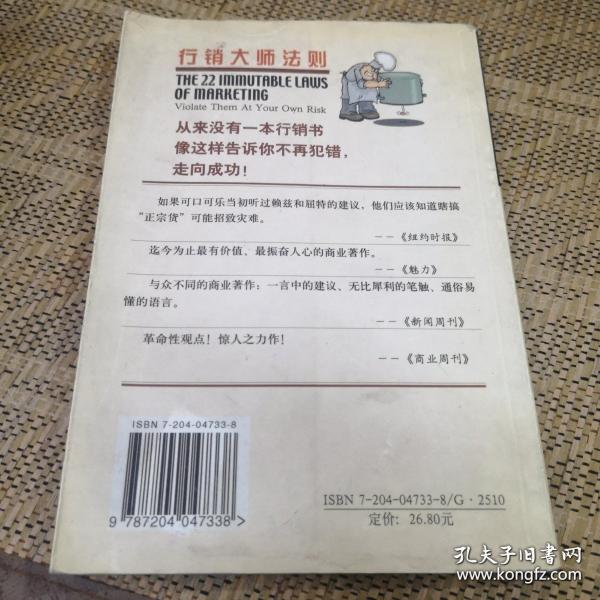 行销大师法则
THE 22 IMMUTABLE LAWS
OF MARKETING
Violate Them At Your Own Risk
从来没有一本行销书
像这样告诉你不再犯错，
走向成功！
如果可口可乐当初听过赖兹和屈特的建议，他们应该知道瞎搞
“正宗货”可能招致灾难。
——《纽约时报》
迄今为止最有价值、最振奋人心的商业著作。
——《魅力》
与众不同的商业著作：一言中的建议、无比犀利的笔触、通俗易
懂的语言。
——《新闻周刊》
革命性观点！惊人之力作！
——《商业周刊》
ISBN 7-204-04733-8
9 787204 047338 >
ISBN 7-204-04733-8/G·2510
定价：26.80元
孔夫子旧书网
www.kongfz.com